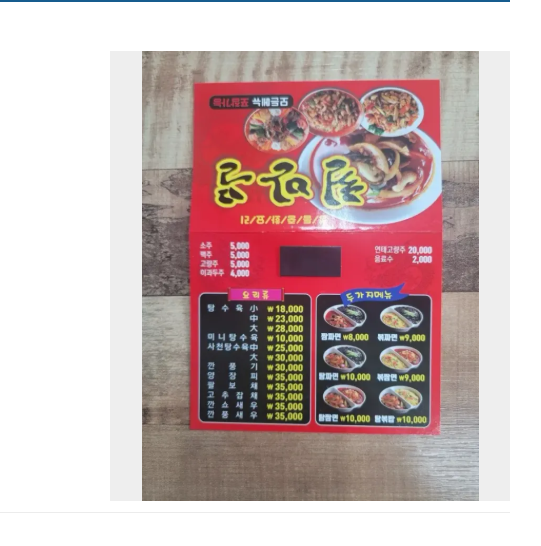 소주 5,000
맥주 5,000
고량주 5,000
이과두주 4,000
연태고량주 20,000
음료수 2,000
요리류
탕수육 小 ₩18,000
中 ₩23,000
大 ₩28,000
미니탕수육 ₩10,000
사천탕수육中 ₩25,000
大 ₩30,000
깐풍기 ₩30,000
양장피 ₩35,000
팔보채 ₩35,000
고추잡채 ₩35,000
깐쇼새우 ₩35,000
깐풍새우 ₩35,000
두가지메뉴
짬짜면 ₩8,000 볶짜면 ₩9,000
탕짜면 ₩10,000 볶짬면 ₩9,000
탕짬면 ₩10,000 탕볶밥 ₩10,000